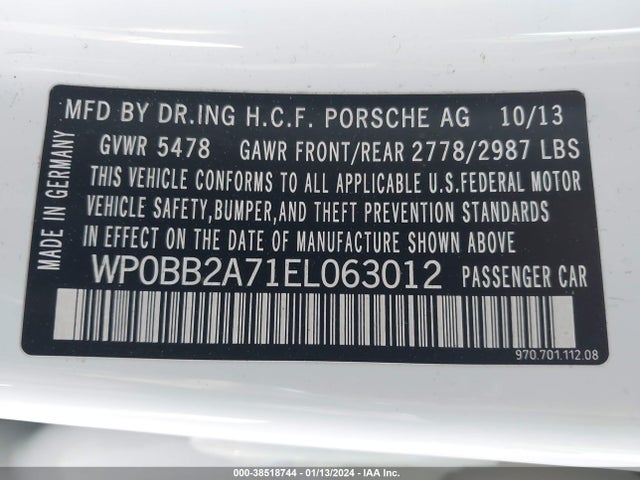 MFD BY DR.ING H.C.F. PORSCHE AG 10/13
GVWR 5478 GAWR FRONT/REAR 2778/2987 LBS
THIS VEHICLE CONFORMS TO ALL APPLICABLE U.S.FEDERAL MOTOR
VEHICLE SAFETY,BUMPER,AND THEFT PREVENTION STANDARDS
IN EFFECT ON THE DATE OF MANUFACTURE SHOWN ABOVE.
MADE IN GERMANY
WP0BB2A71EL063012 PASSENGER CAR
970.701.112.08
000-38518744 - 01/13/2024 - IAA